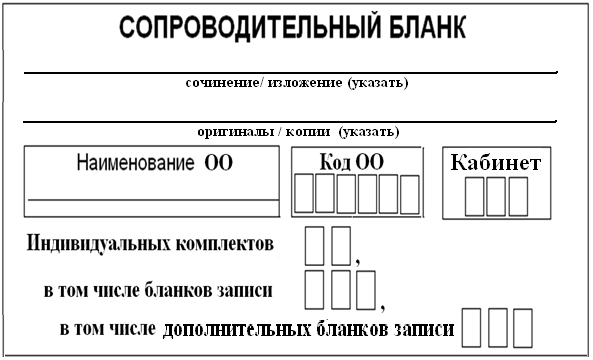 СОПРОВОДИТЕЛЬНЫЙ БЛАНК
сочинение/ изложение (указать)
оригиналы / копии (указать)
Наименование ОО
Код ОО
Кабинет
Индивидуальных комплектов ,
в том числе бланков записи ,
в том числе дополнительных бланков записи